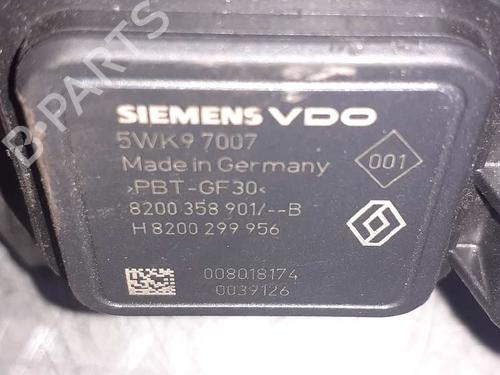 B-PARTS
SIEMENS VDO
5WK9 7007
Made in Germany
001
>PBT-GF30<
8200 358 901/--B
H 8200 299 956
008018174
0039126